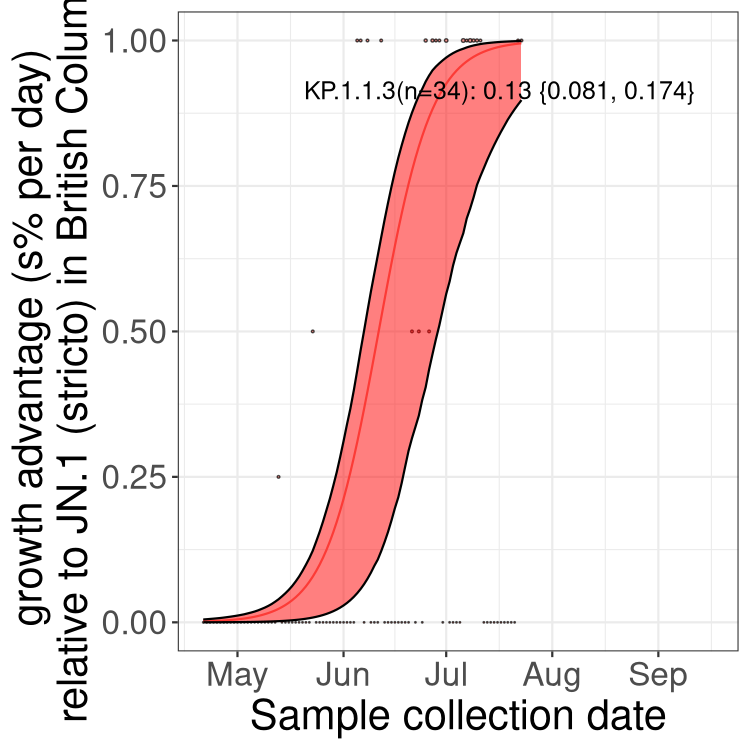 growth advantage (s% per day)
relative to JN.1 (stricto) in British Colum
1.00
0.75
0.50
0.25
0.00
KP.1.1.3(n=34): 0.13 {0.081, 0.174}
May Jun Jul Aug Sep
Sample collection date